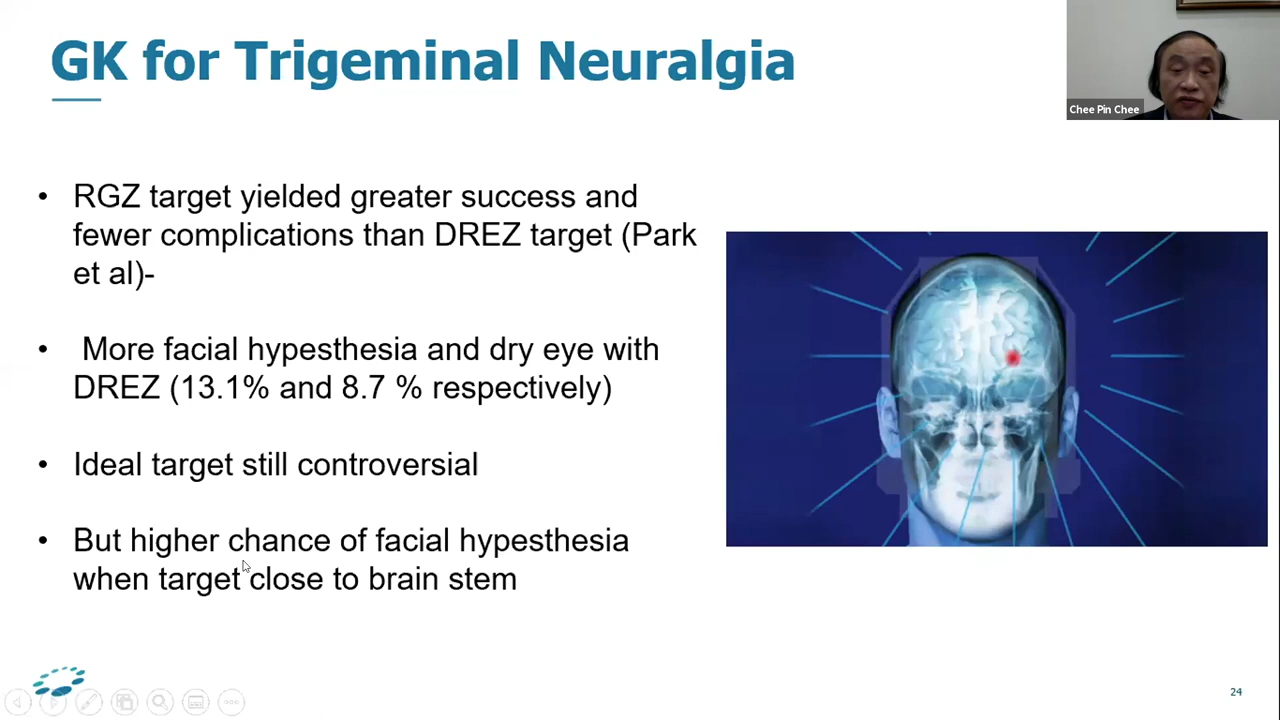 GK for Trigeminal Neuralgia
Chee Pin Chee
• RGZ target yielded greater success and
fewer complications than DREZ target (Park
et al)-
• More facial hypesthesia and dry eye with
DREZ (13.1% and 8.7 % respectively)
• Ideal target still controversial
• But higher chance of facial hypesthesia
when target close to brain stem
24